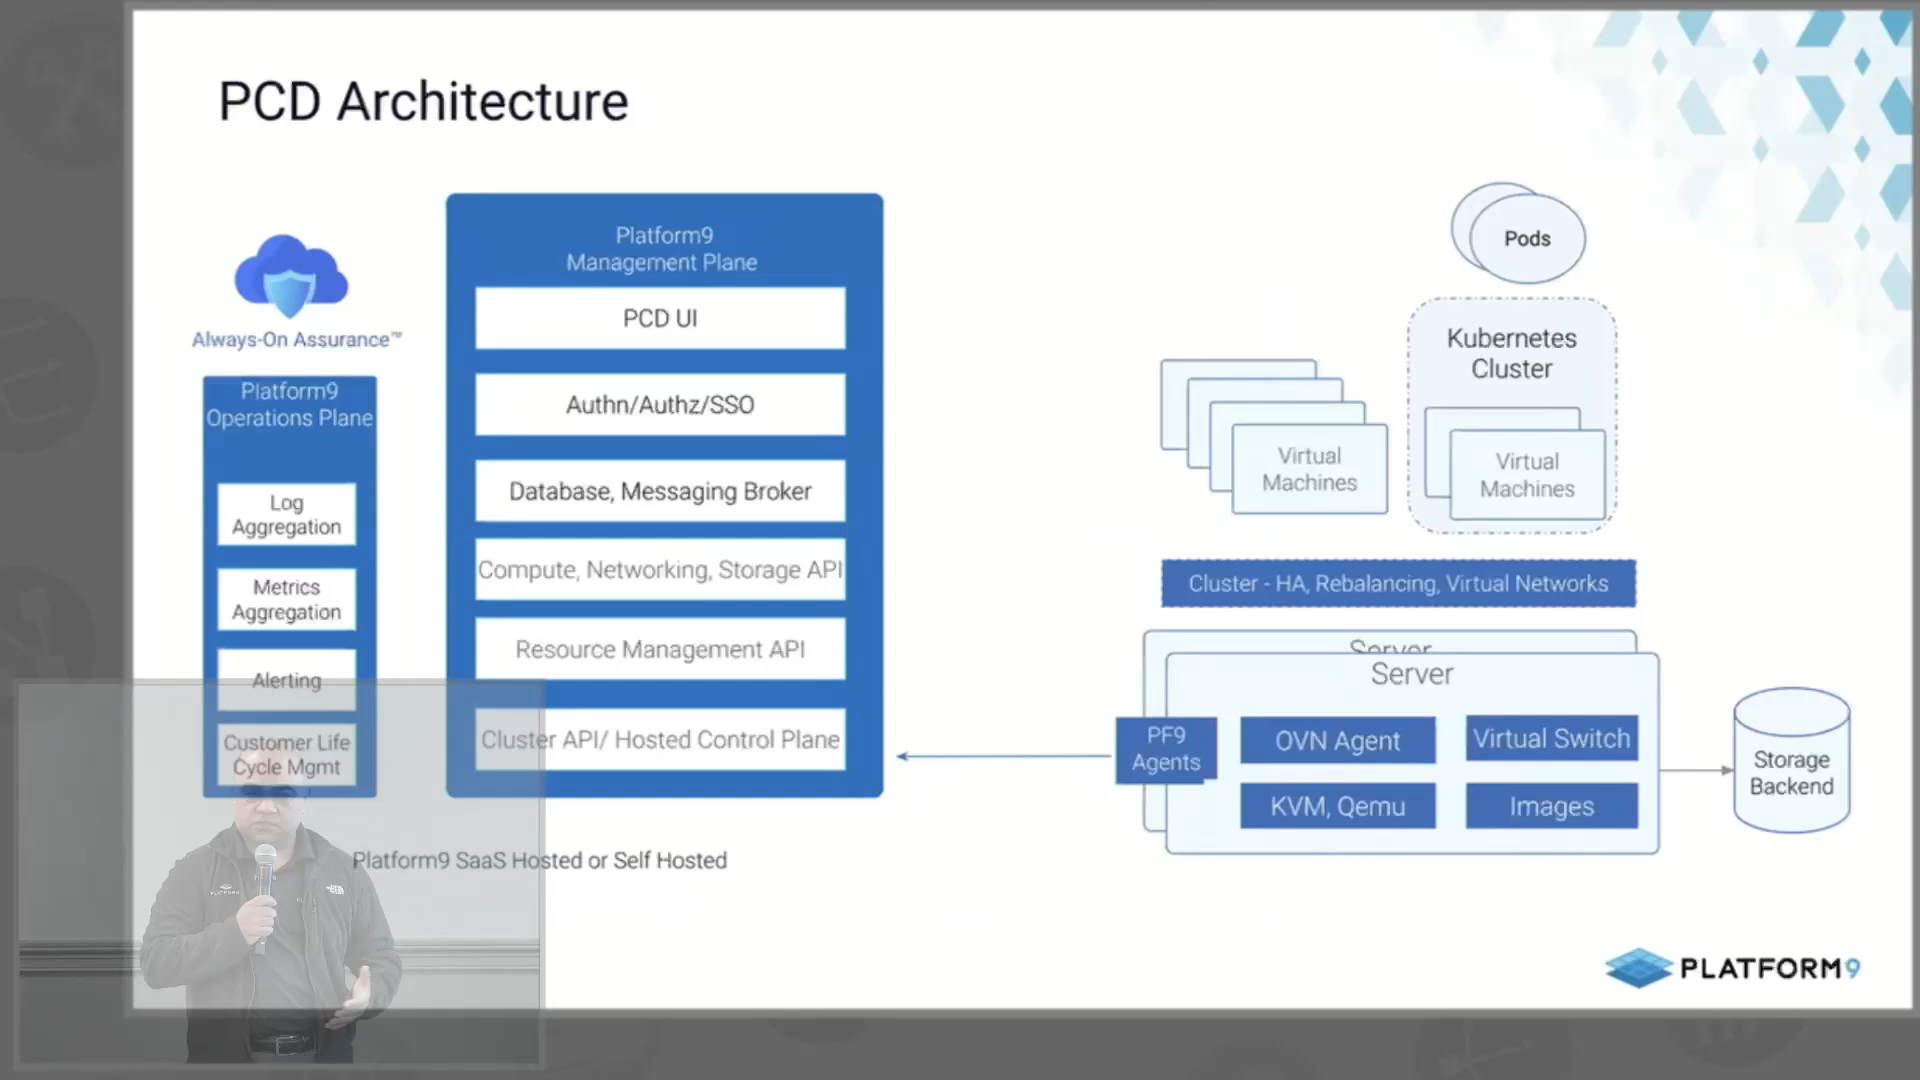 PCD Architecture
Always-On Assurance™
Platform9
Operations Plane
Log
Aggregation
Metrics
Aggregation
Alerting
Customer Life
Cycle Mgmt
Platform9
Management Plane
PCD UI
Authn/Authz/SSO
Database, Messaging Broker
Compute, Networking, Storage API
Resource Management API
Cluster API/ Hosted Control Plane
Platform9 SaaS Hosted or Self Hosted
Pods
Kubernetes
Cluster
Virtual
Machines
Virtual
Machines
Cluster - HA, Rebalancing, Virtual Networks
Server
Server
PF9
Agents
OVN Agent
Virtual Switch
KVM, Qemu
Images
Storage
Backend
PLATFORM9